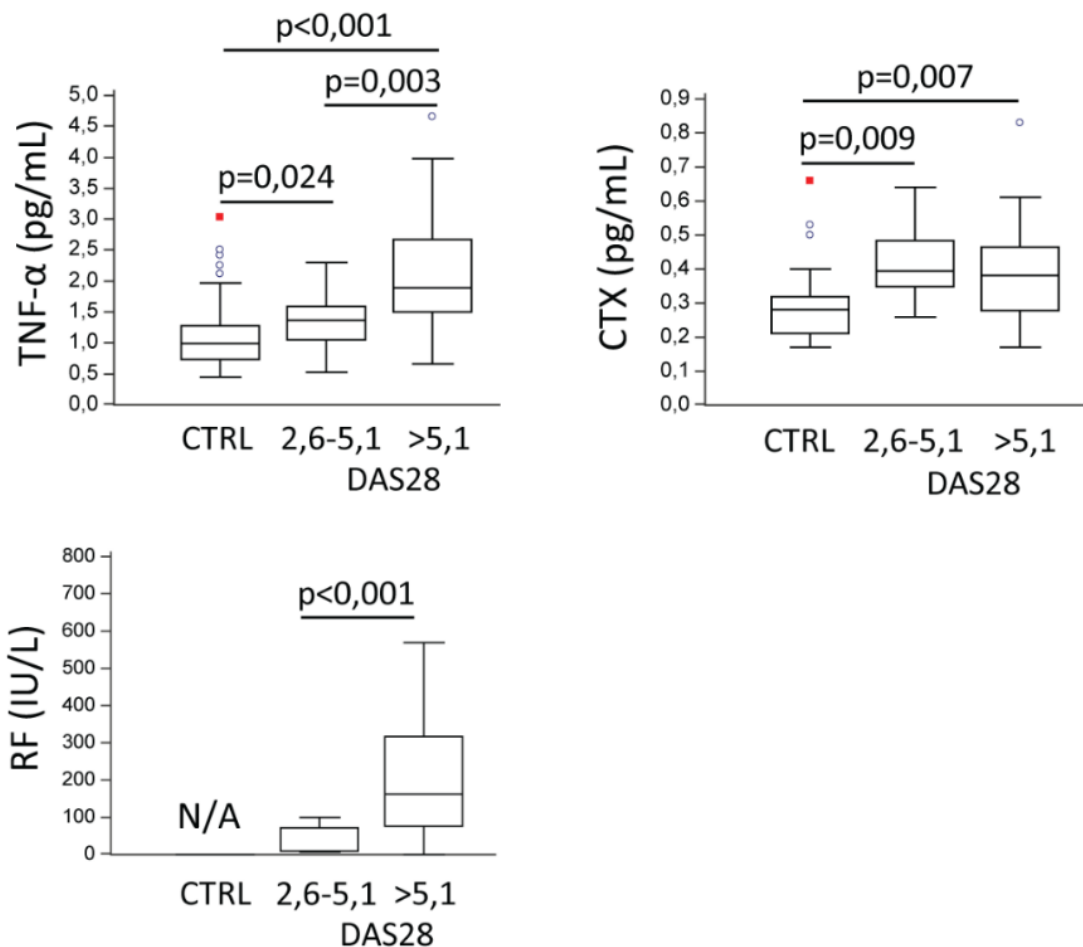 p<0,001
p=0,003
p=0,024
TNF-α (pg/mL)
5,0
4,5
4,0
3,5
3,0
2,5
2,0
1,5
1,0
0,5
0,0
CTRL 2,6-5,1 >5,1
DAS28
p=0,007
p=0,009
CTX (pg/mL)
0,9
0,8
0,7
0,6
0,5
0,4
0,3
0,2
0,1
0,0
CTRL 2,6-5,1 >5,1
DAS28
p<0,001
RF (IU/L)
800
700
600
500
400
300
200
100
0
N/A
CTRL 2,6-5,1 >5,1
DAS28